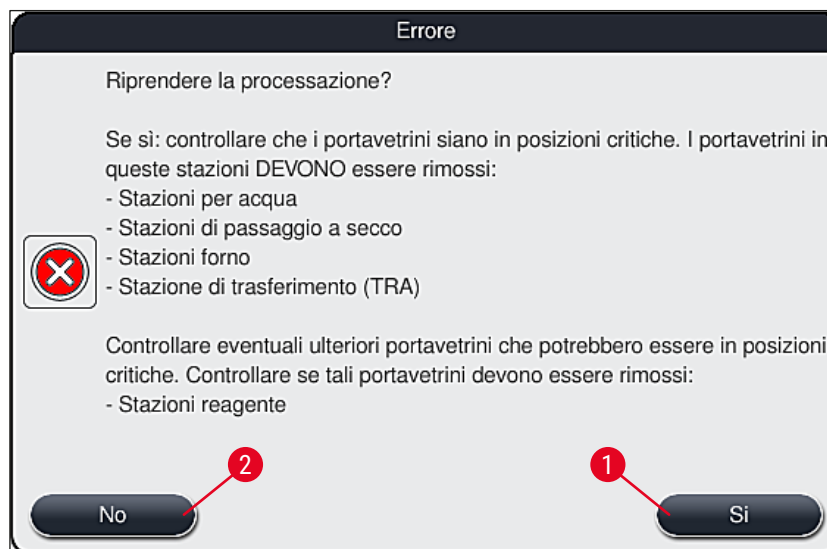 Errore
Riprendere la processazione?
Se sì: controllare che i portavetrini siano in posizioni critiche. I portavetrini in
queste stazioni DEVONO essere rimossi:
- Stazioni per acqua
- Stazioni di passaggio a secco
- Stazioni forno
- Stazione di trasferimento (TRA)
Controllare eventuali ulteriori portavetrini che potrebbero essere in posizioni
critiche. Controllare se tali portavetrini devono essere rimossi:
- Stazioni reagente
2 1
No Si